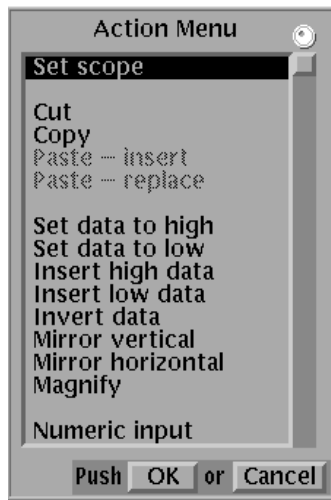 Action Menu
Set scope
Cut
Copy
Paste – insert
Paste – replace
Set data to high
Set data to low
Insert high data
Insert low data
Invert data
Mirror vertical
Mirror horizontal
Magnify
Numeric input
Push OK or Cancel